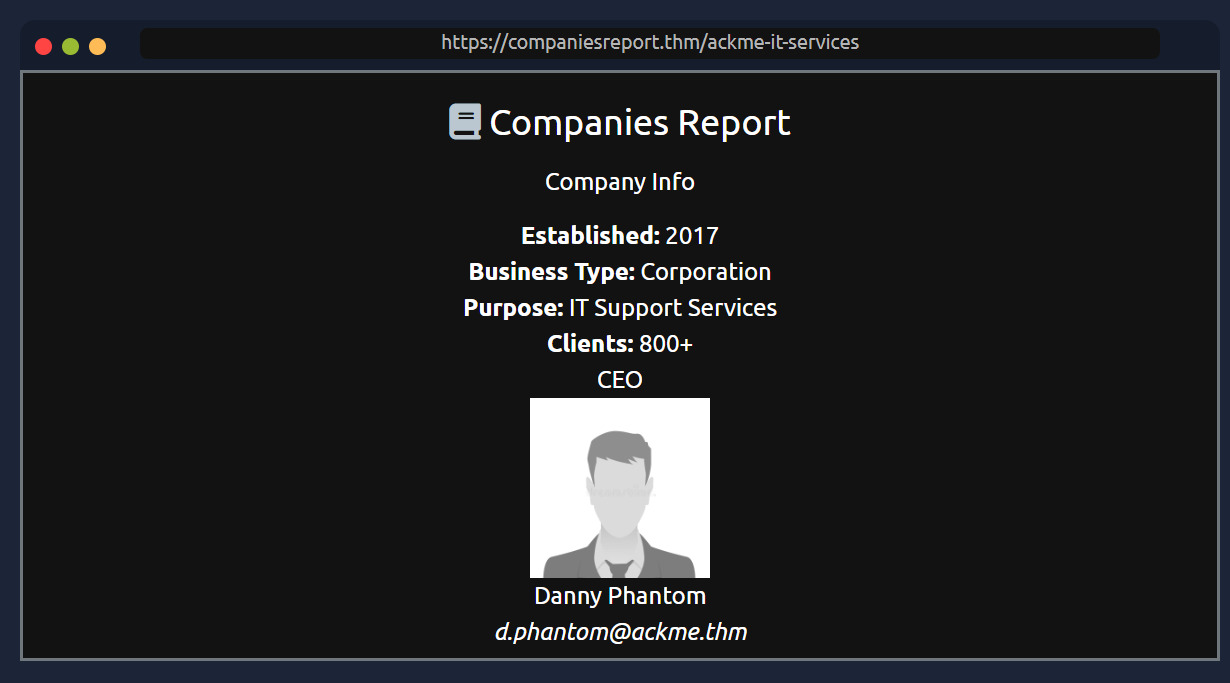 https://companiesreport.thm/ackme-it-services
Companies Report
Company Info
Established: 2017
Business Type: Corporation
Purpose: IT Support Services
Clients: 800+
CEO
Danny Phantom
d.phantom@ackme.thm